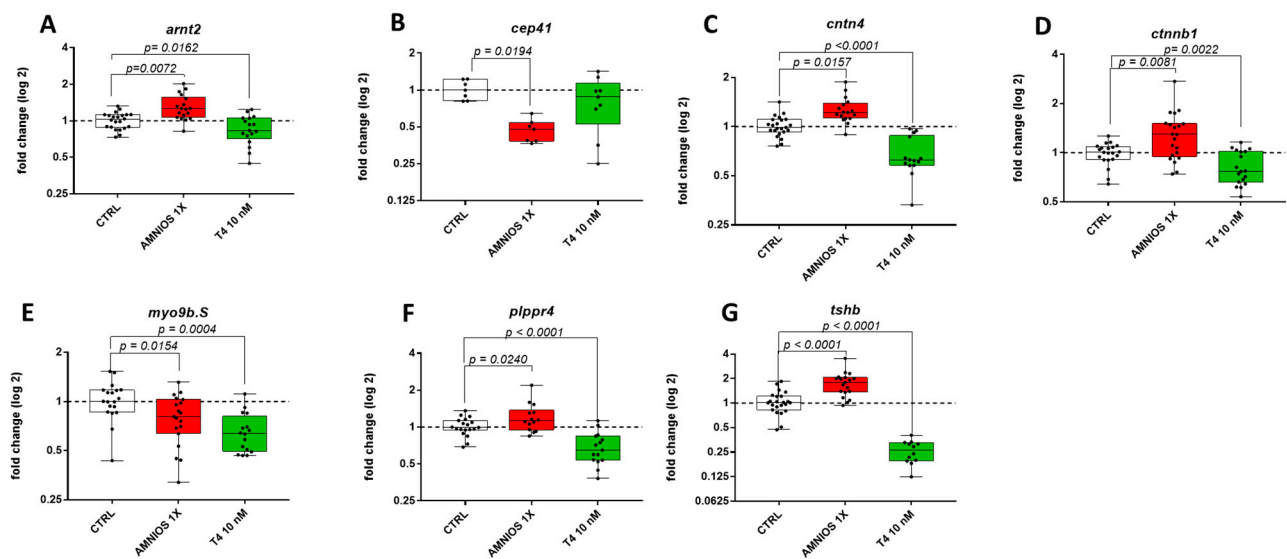 A
arnt2
p= 0.0162
p=0.0072
fold change (log 2)
4
2
1
0.5
0.25
CTRL
AMNIOS 1X
T4 10 nM
B
cep41
p = 0.0194
fold change (log 2)
2
1
0.5
0.25
0.125
CTRL
AMNIOS 1X
T4 10 nM
C
cntn4
p <0.0001
p = 0.0157
fold change (log 2)
4
2
1
0.5
0.25
CTRL
AMNIOS 1X
T4 10 nM
D
ctnnb1
p= 0.0022
p = 0.0081
fold change (log 2)
4
2
1
0.5
CTRL
AMNIOS 1X
T4 10 nM
E
myo9b.S
p = 0.0004
p = 0.0154
fold change (log 2)
2
1
0.5
0.25
CTRL
AMNIOS 1X
T4 10 nM
F
plppr4
p < 0.0001
p = 0.0240
fold change (log 2)
4
2
1
0.5
0.25
CTRL
AMNIOS 1X
T4 10 nM
G
tshb
p < 0.0001
p < 0.0001
fold change (log 2)
4
2
1
0.5
0.25
0.125
0.0625
CTRL
AMNIOS 1X
T4 10 nM